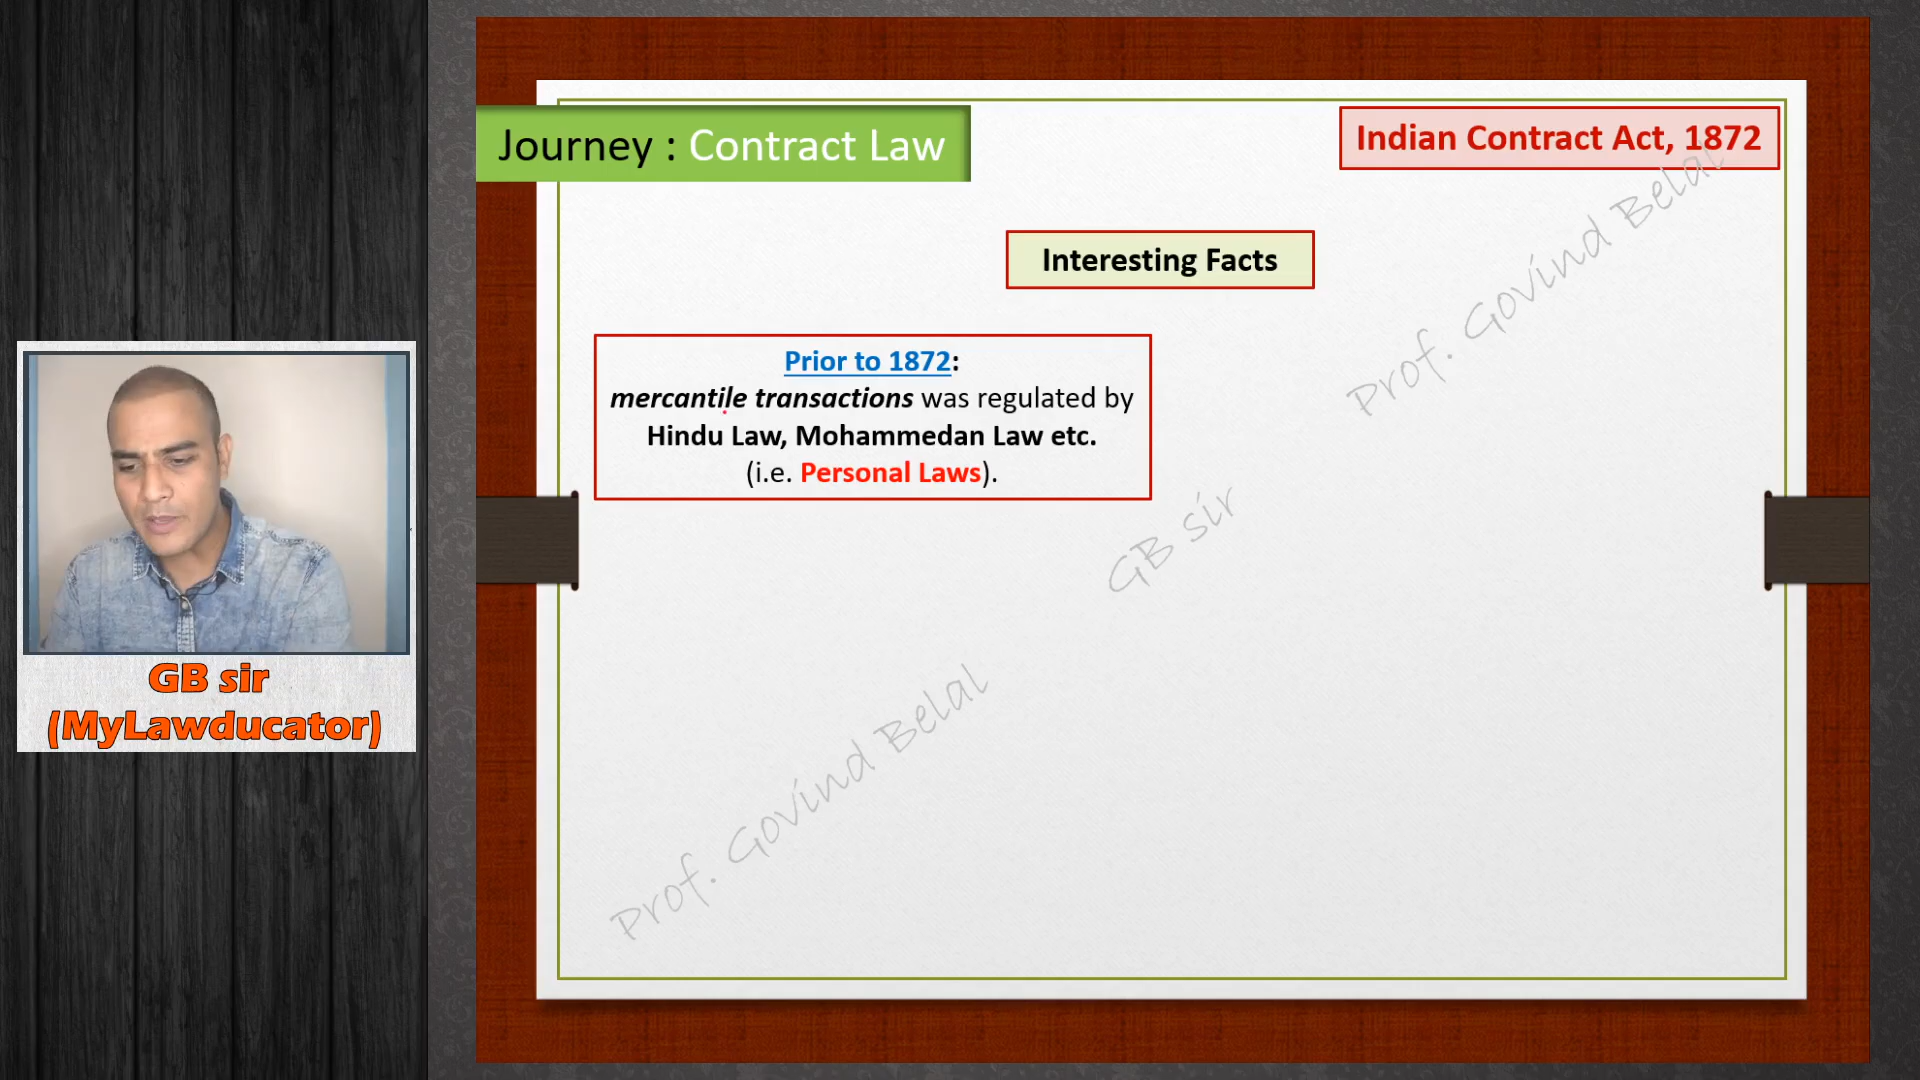 Journey : Contract Law
Indian Contract Act, 1872
Interesting Facts
Prior to 1872:
mercantile transactions was regulated by
Hindu Law, Mohammedan Law etc.
(i.e. Personal Laws).
Prof. Govind Belal
GB sir
Prof. Govind Belal
GB sir
(MyLawducator)